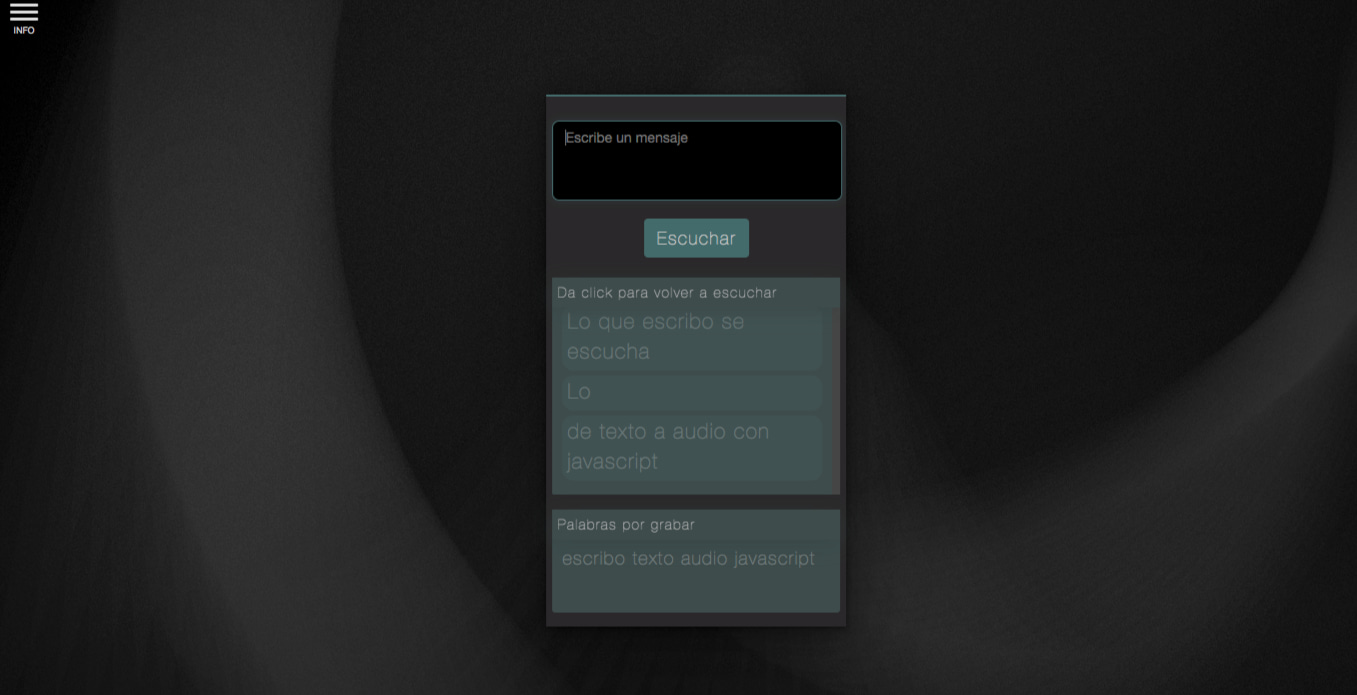 INFO
Escribe un mensaje
Escuchar
Da click para volver a escuchar
Lo que escribo se
escucha
Lo
de texto a audio con
javascript
Palabras por grabar
escribo texto audio javascript